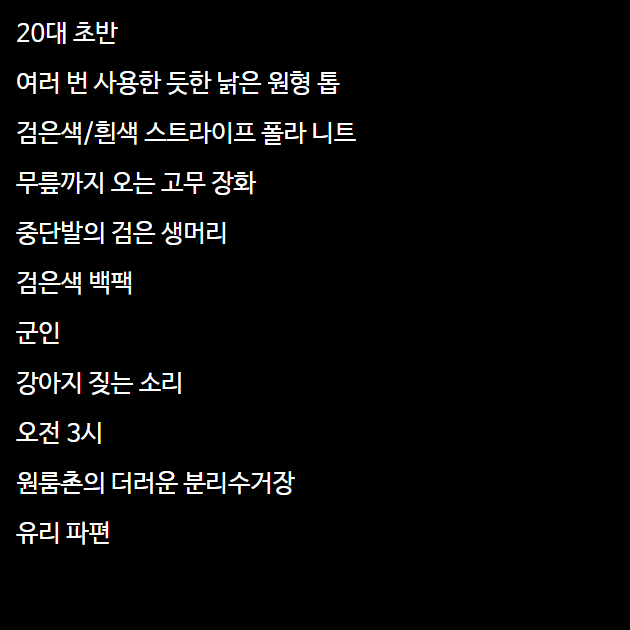 20대 초반
여러 번 사용한 듯한 낡은 원형 톱
검은색/흰색 스트라이프 폴라 니트
무릎까지 오는 고무 장화
중단발의 검은 생머리
검은색 백팩
군인
강아지 짖는 소리
오전 3시
원룸촌의 더러운 분리수거장
유리 파편